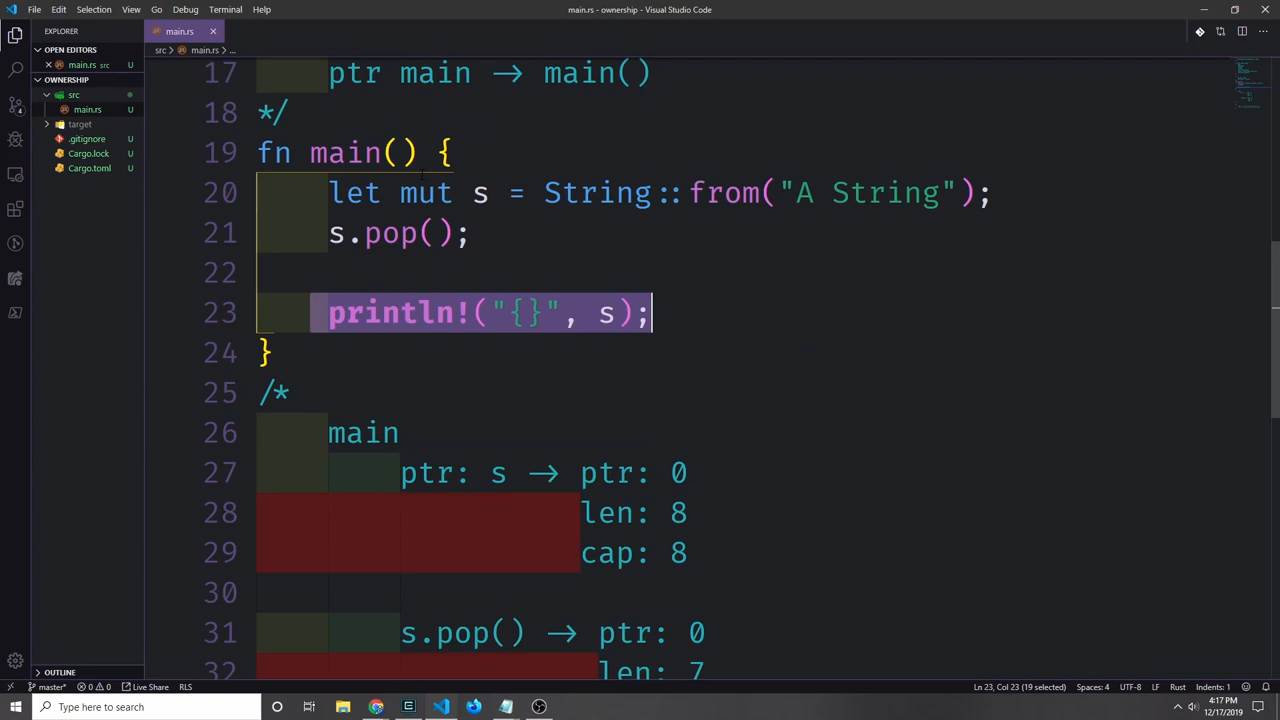 File Edit Selection View Go Debug Terminal Help
main.rs - ownership - Visual Studio Code
EXPLORER
OPEN EDITORS
main.rs src U
OWNERSHIP
src
main.rs U
target
.gitignore U
Cargo.lock U
Cargo.toml U
OUTLINE
main.rs
src > main.rs > ...
17 ptr main -> main()
18 */
19 fn main() {
20 let mut s = String::from("A String");
21 s.pop();
22
23 println!("{}", s);
24 }
25 /*
26 main
27 ptr: s -> ptr: 0
28 len: 8
29 cap: 8
30
31 s.pop() -> ptr: 0
32 len: 7
master* 0 0 Live Share RLS
Ln 23, Col 23 (19 selected) Spaces: 4 UTF-8 LF Rust Indents: 1
Type here to search
4:17 PM
12/17/2019